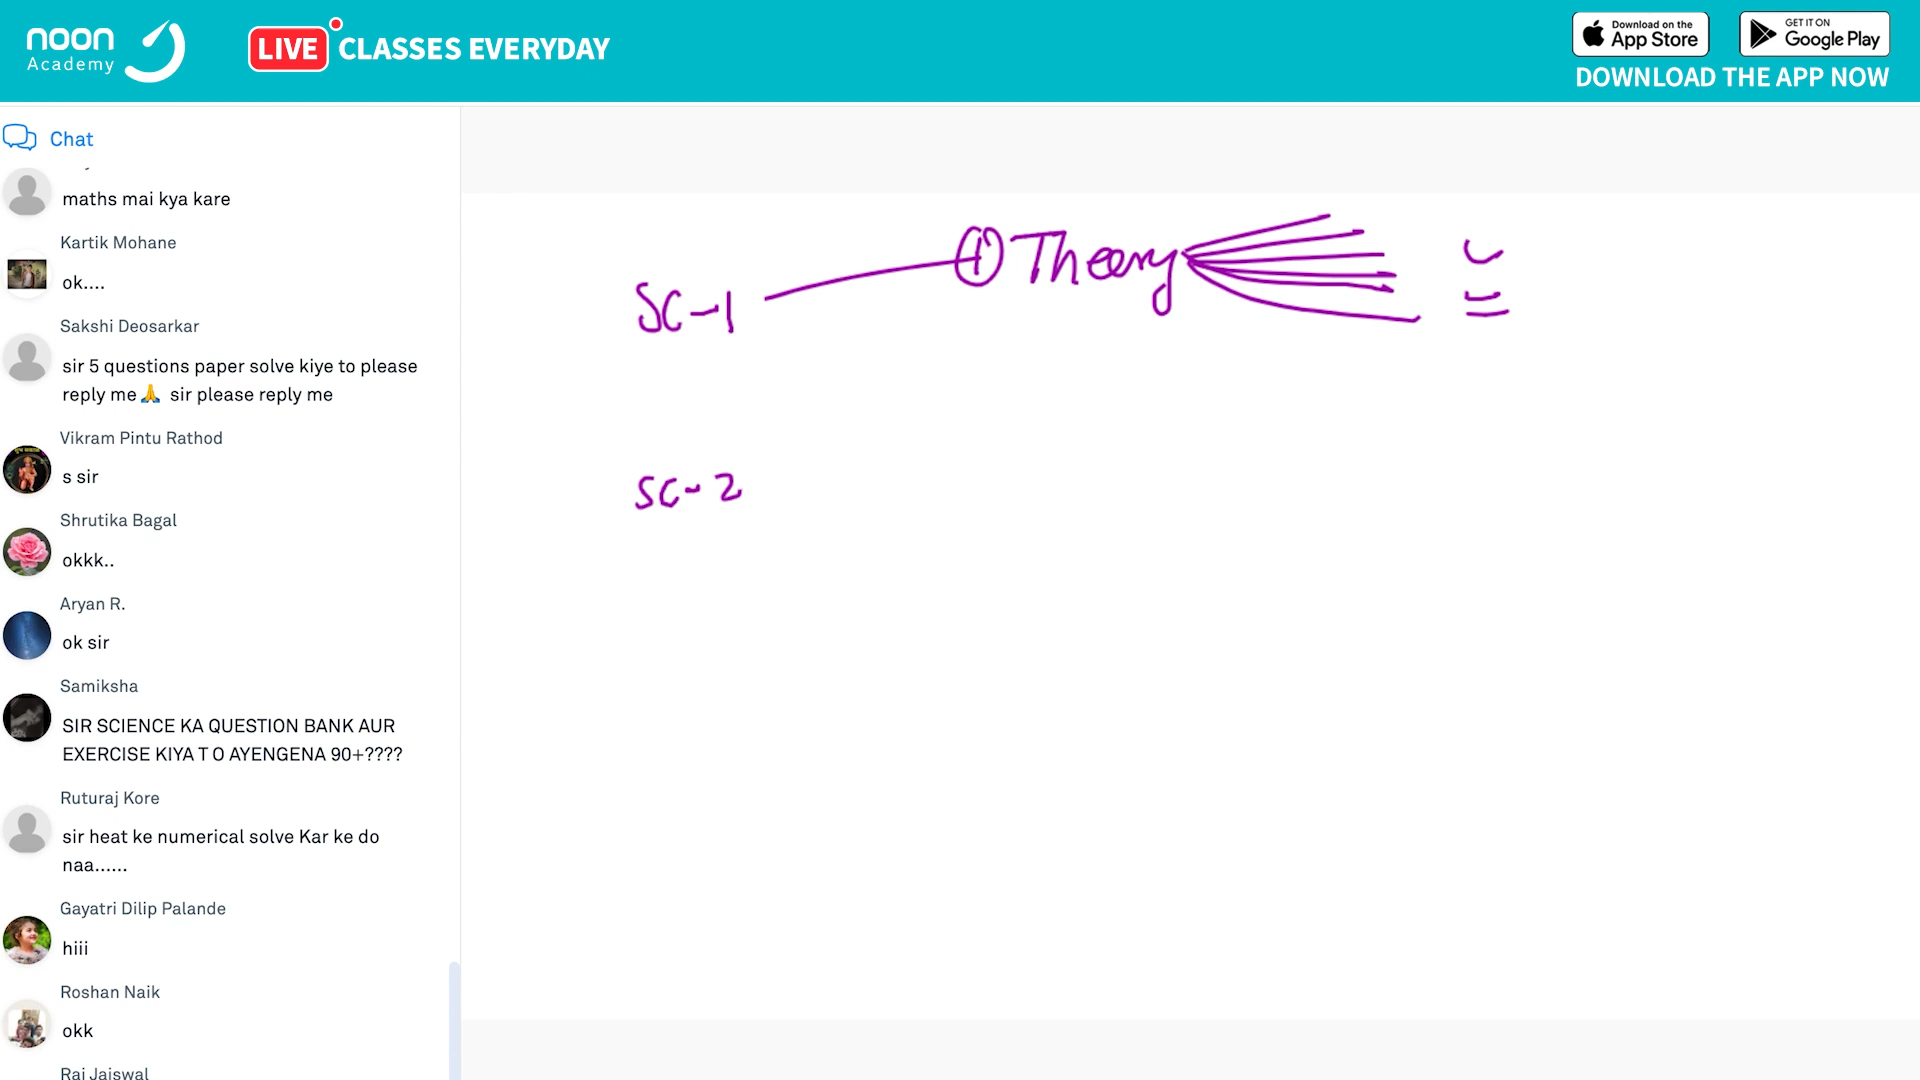 noon
Academy
LIVE CLASSES EVERYDAY
Download on the
App Store
GET IT ON
Google Play
DOWNLOAD THE APP NOW
Chat
maths mai kya kare
Kartik Mohane
ok....
Sakshi Deosarkar
sir 5 questions paper solve kiye to please
reply me🙏 sir please reply me
Vikram Pintu Rathod
s sir
Shrutika Bagal
okkk..
Aryan R.
ok sir
Samiksha
SIR SCIENCE KA QUESTION BANK AUR
EXERCISE KIYA T O AYENGENA 90+????
Ruturaj Kore
sir heat ke numerical solve Kar ke do
naa......
Gayatri Dilip Palande
hiii
Roshan Naik
okk
Raj Jaiswal
SC-1
① Theory
SC-2